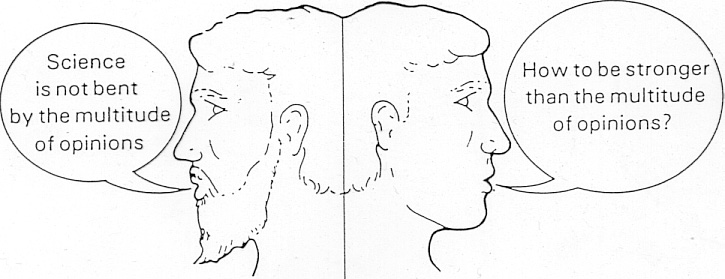 Science
is not bent
by the multitude
of opinions
How to be stronger
than the multitude
of opinions?